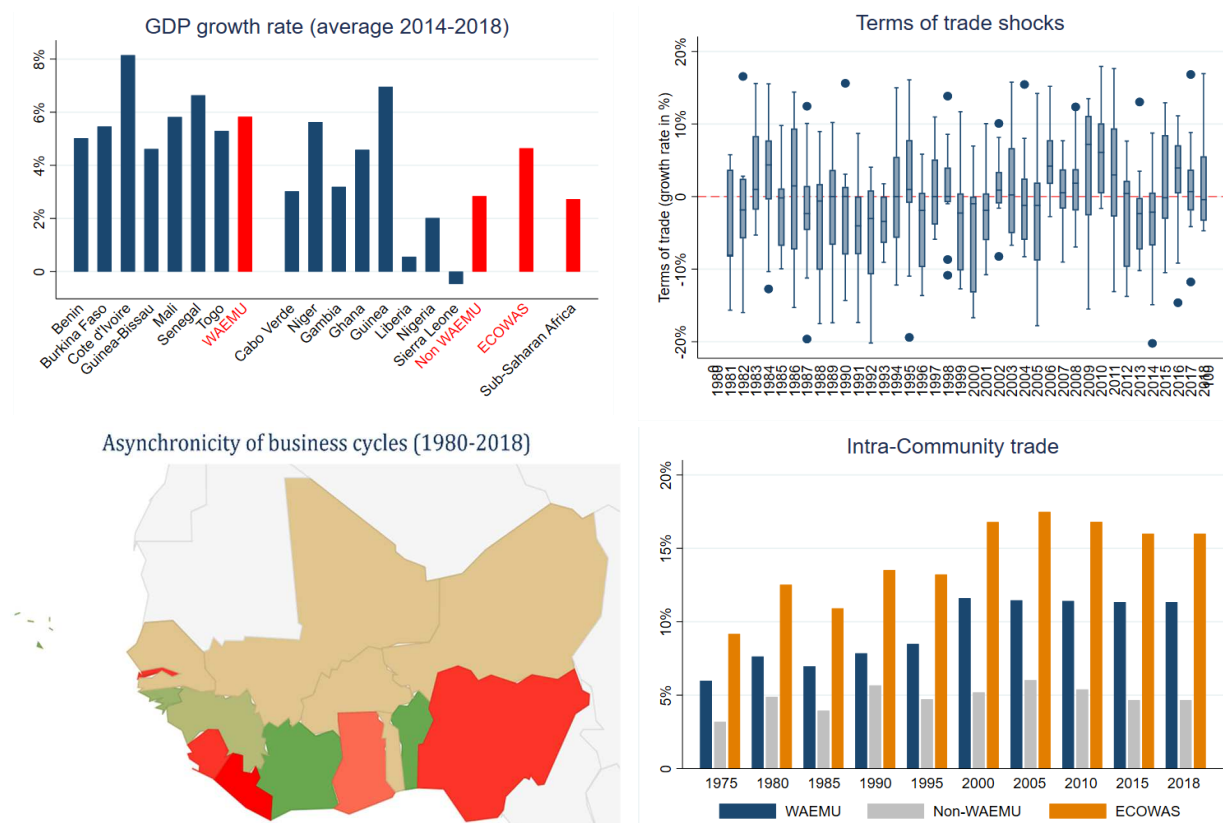 GDP growth rate (average 2014-2018)
8%
6%
4%
2%
0
Benin
Burkina Faso
Cote d'Ivoire
Guinea-Bissau
Mali
Senegal
Togo
WAEMU
Cabo Verde
Niger
Gambia
Ghana
Guinea
Liberia
Nigeria
Sierra Leone
Non WAEMU
ECOWAS
Sub-Saharan Africa
Terms of trade shocks
Terms of trade (growth rate in %)
20%
10%
0
-10%
-20%
1980
1981
1982
1983
1984
1985
1986
1987
1988
1989
1990
1991
1992
1993
1994
1995
1996
1997
1998
1999
2000
2001
2002
2003
2004
2005
2006
2007
2008
2009
2010
2011
2012
2013
2014
2015
2016
2017
2018
Asynchronicity of business cycles (1980-2018)
Intra-Community trade
20%
15%
10%
5%
0
1975 1980 1985 1990 1995 2000 2005 2010 2015 2018
WAEMU Non-WAEMU ECOWAS